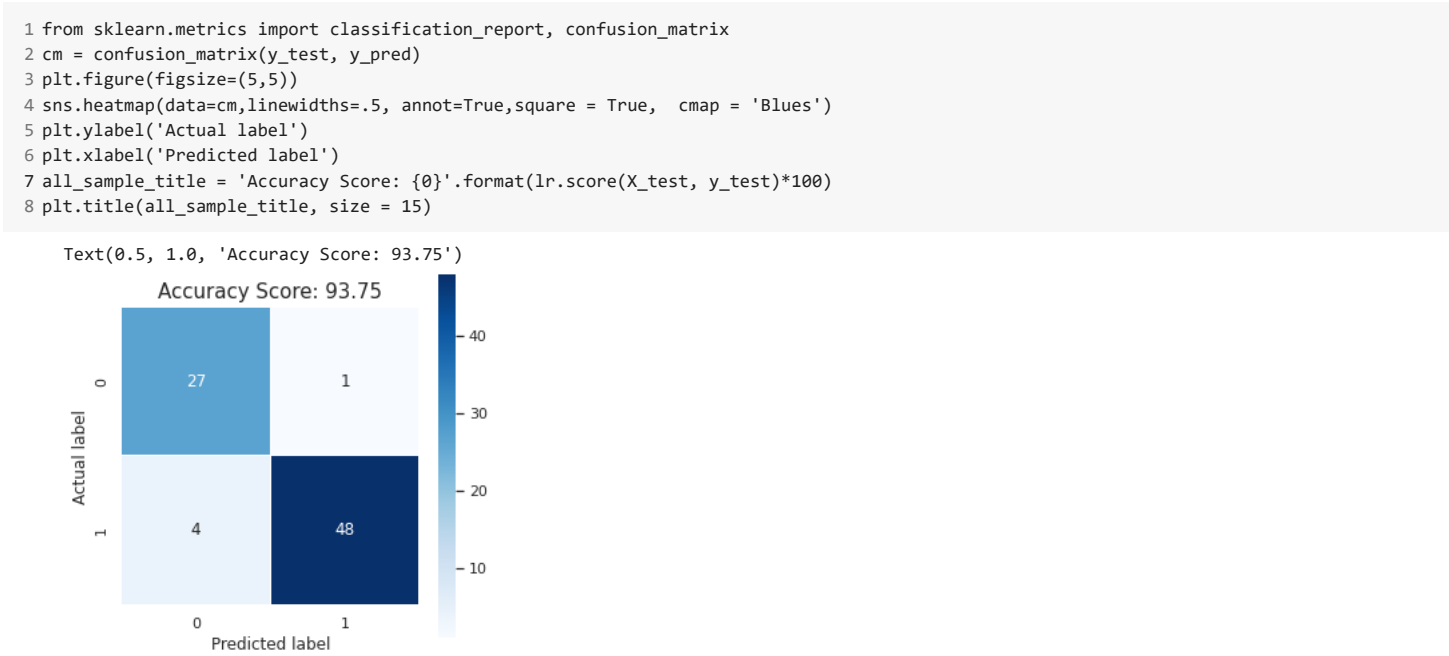 1 from sklearn.metrics import classification_report, confusion_matrix
2 cm = confusion_matrix(y_test, y_pred)
3 plt.figure(figsize=(5,5))
4 sns.heatmap(data=cm,linewidths=.5, annot=True,square = True,  cmap = 'Blues')
5 plt.ylabel('Actual label')
6 plt.xlabel('Predicted label')
7 all_sample_title = 'Accuracy Score: {0}'.format(lr.score(X_test, y_test)*100)
8 plt.title(all_sample_title, size = 15)
Text(0.5, 1.0, 'Accuracy Score: 93.75')
Accuracy Score: 93.75
40
30
20
10
Actual label
0
27 1
1
4 48
0 1
Predicted label